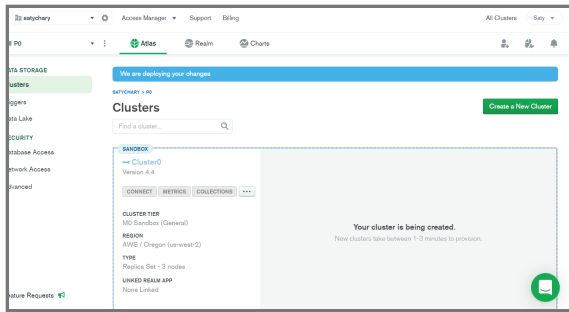 satychary Access Manager Support Billing All Clusters Saty
P0 Atlas Realm Charts
ATA STORAGE
lusters
iggers
ata Lake
ECURITY
atabase Access
etwork Access
dvanced
eature Requests
We are deploying your changes
SATYCHARY > P0
Clusters
Create a New Cluster
Find a cluster...
SANDBOX
Cluster0
Version 4.4
CONNECT METRICS COLLECTIONS ...
CLUSTER TIER
M0 Sandbox (General)
REGION
AWS / Oregon (us-west-2)
TYPE
Replica Set - 3 nodes
LINKED REALM APP
None Linked
Your cluster is being created.
New clusters take between 1-3 minutes to provision.